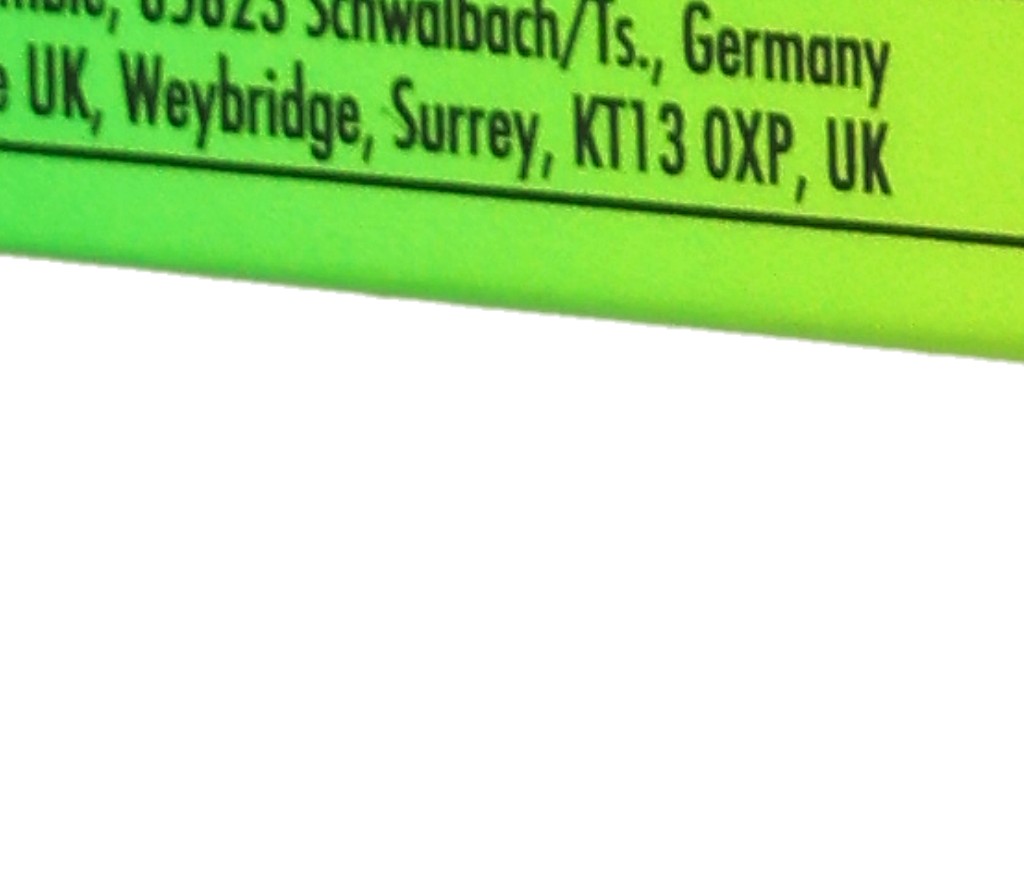 Schwalbach/Ts., Germany
UK, Weybridge, Surrey, KT13 0XP, UK